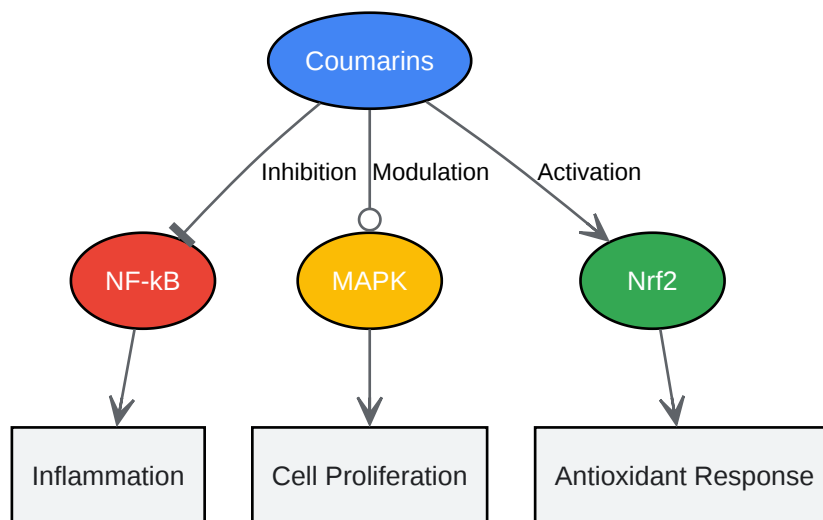 Coumarins
Inhibition
Modulation
Activation
NF-kB
MAPK
Nrf2
Inflammation
Cell Proliferation
Antioxidant Response